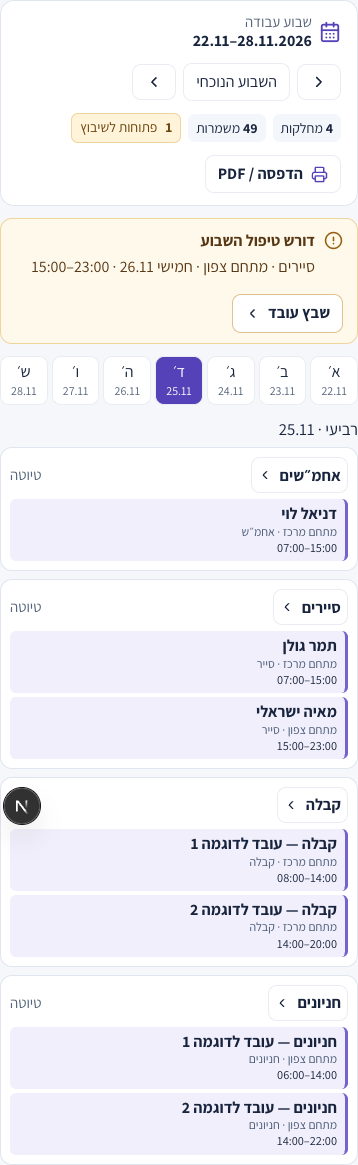 שבוע עבודה
22.11–28.11.2026
השבוע הנוכחי
4 מחלקות
49 משמרות
1 פתוחות לשיבוץ
הדפסה / PDF
דורש טיפול השבוע
סיירים · מתחם צפון · חמישי 26.11 · 15:00–23:00
שבץ עובד
א׳ ב׳ ג׳ ד׳ ה׳ ו׳ ש׳
22.11 23.11 24.11 25.11 26.11 27.11 28.11
רביעי · 25.11
אחמ״שים
טיוטה
דניאל לוי
מתחם מרכז · אחמ״ש
07:00–15:00
סיירים
טיוטה
תמר גולן
מתחם מרכז · סייר
07:00–15:00
מאיה ישראלי
מתחם צפון · סייר
15:00–23:00
קבלה
N
קבלה — עובד לדוגמה 1
מתחם מרכז · קבלה
08:00–14:00
קבלה — עובד לדוגמה 2
מתחם מרכז · קבלה
14:00–20:00
חניונים
טיוטה
חניונים — עובד לדוגמה 1
מתחם צפון · חניונים
06:00–14:00
חניונים — עובד לדוגמה 2
מתחם צפון · חניונים
14:00–22:00